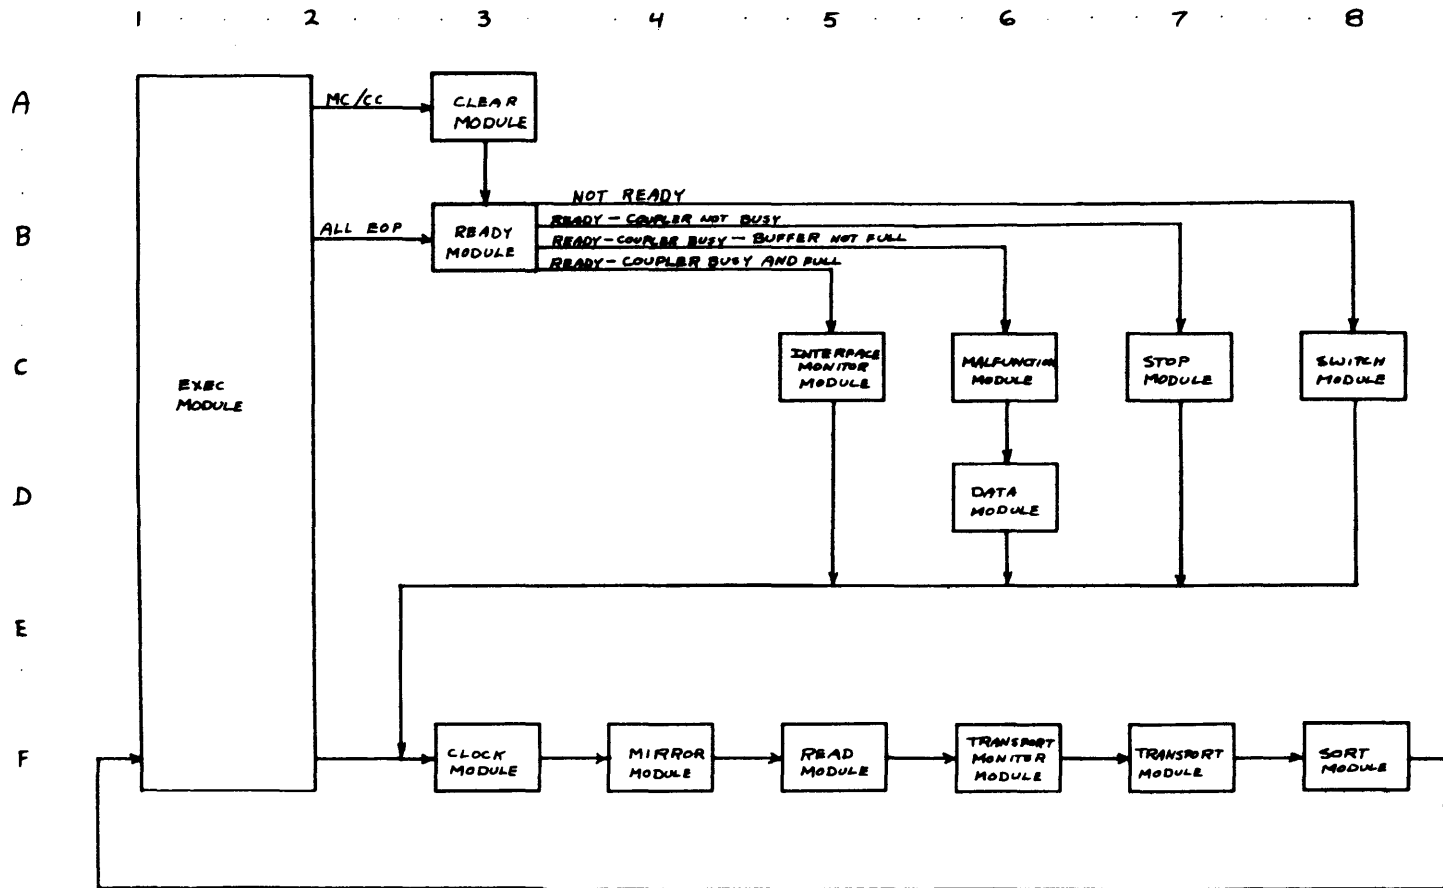 1 2 3 4 5 6 7 8
A
MC/CC
CLEAR
MODULE
NOT READY
B
ALL EOP
READY
MODULE
READY - COUPLER NOT BUSY
READY - COUPLER BUSY - BUFFER NOT FULL
READY - COUPLER BUSY AND FULL
C
INTERFACE
MONITOR
MODULE
MALFUNCTION
MODULE
STOP
MODULE
SWITCH
MODULE
EXEC
MODULE
D
DATA
MODULE
E
F
CLOCK
MODULE
MIRROR
MODULE
READ
MODULE
TRANSPORT
MONITOR
MODULE
TRANSPORT
MODULE
SORT
MODULE